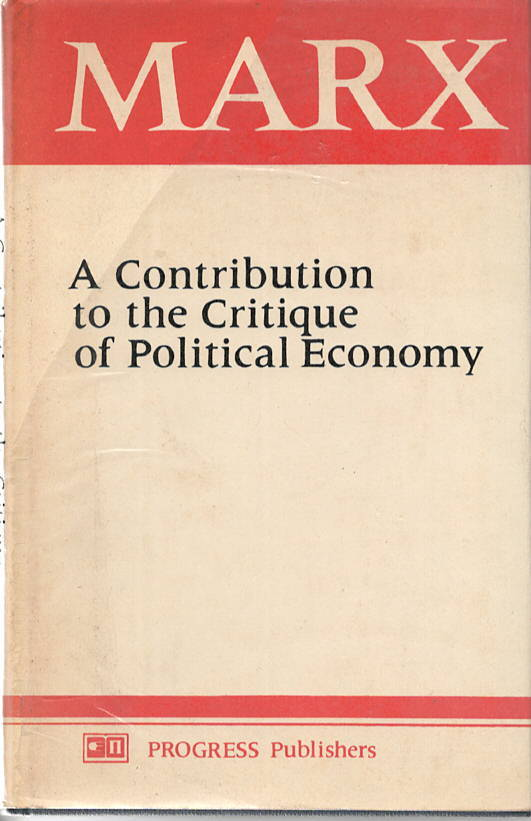 MARX
A Contribution
to the Critique
of Political Economy
PROGRESS Publishers